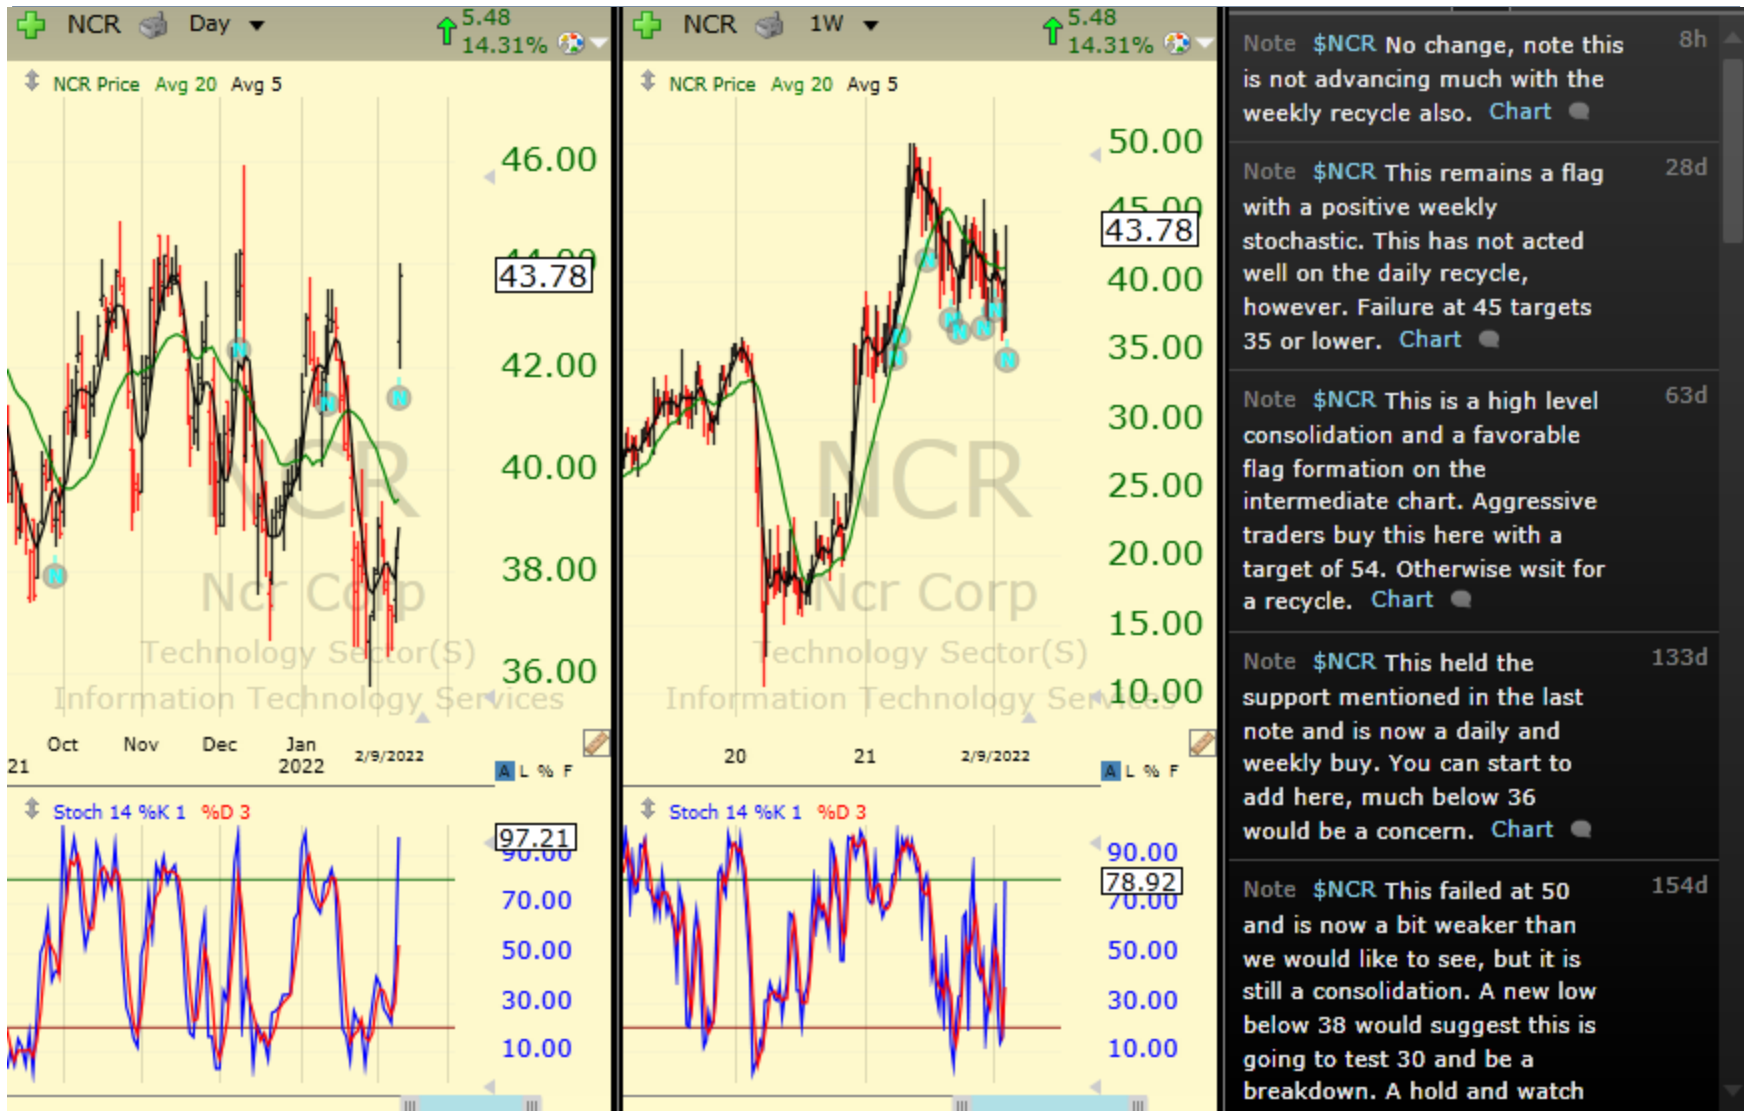 NCR Day 5.48
14.31%
NCR Price Avg 20 Avg 5
46.00
44.00
43.78
42.00
40.00
38.00
36.00
N
N
N
N
NCR
Ncr Corp
Technology Sector(S)
Information Technology Services
Oct Nov Dec Jan 2/9/2022
21 2022
A L % F
Stoch 14 %K 1 %D 3
97.21
90.00
70.00
50.00
30.00
10.00
NCR 1W 5.48
14.31%
NCR Price Avg 20 Avg 5
50.00
45.00
43.78
40.00
35.00
30.00
25.00
20.00
15.00
10.00
N
N
N
N
N
N
N
N
NCR
Ncr Corp
Technology Sector(S)
Information Technology Services
20 21 2/9/2022
A L % F
Stoch 14 %K 1 %D 3
90.00
78.92
70.00
50.00
30.00
10.00
Note $NCR No change, note this 8h
is not advancing much with the
weekly recycle also. Chart
Note $NCR This remains a flag 28d
with a positive weekly
stochastic. This has not acted
well on the daily recycle,
however. Failure at 45 targets
35 or lower. Chart
Note $NCR This is a high level 63d
consolidation and a favorable
flag formation on the
intermediate chart. Aggressive
traders buy this here with a
target of 54. Otherwise wsit for
a recycle. Chart
Note $NCR This held the 133d
support mentioned in the last
note and is now a daily and
weekly buy. You can start to
add here, much below 36
would be a concern. Chart
Note $NCR This failed at 50 154d
and is now a bit weaker than
we would like to see, but it is
still a consolidation. A new low
below 38 would suggest this is
going to test 30 and be a
breakdown. A hold and watch